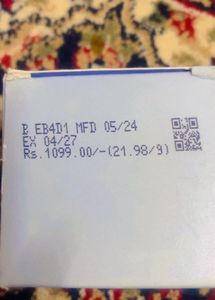 B EB4D1 MFD 05/24
EX 04/27
Rs.1099.00/-(21.98/g)